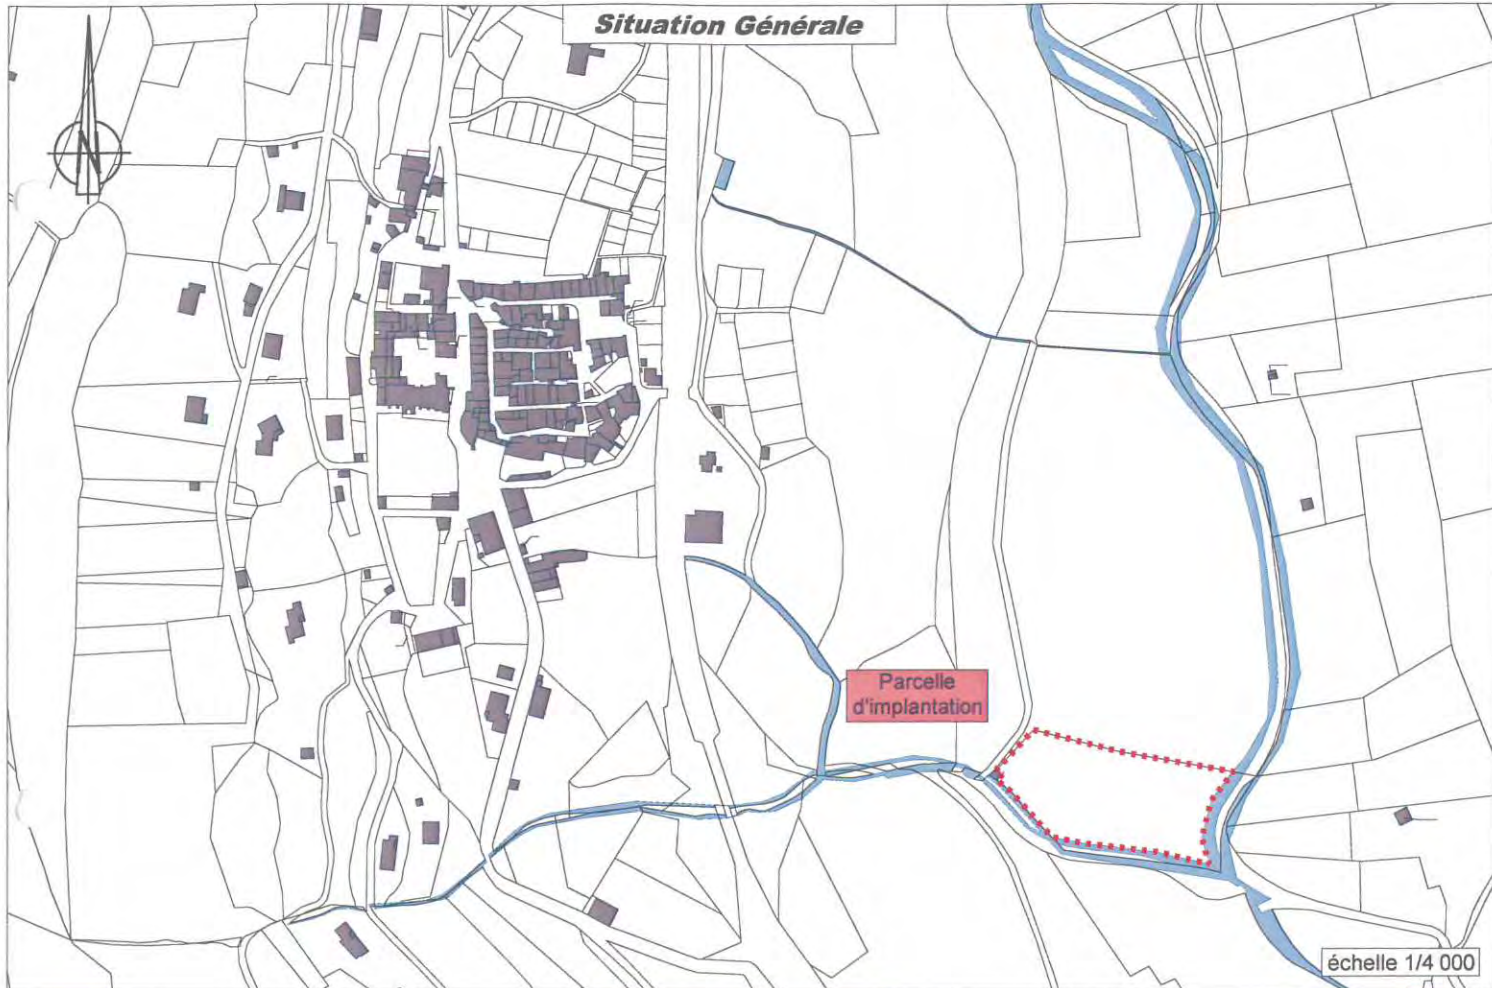 Situation Générale
N
Parcelle
d'implantation
échelle 1/4 000